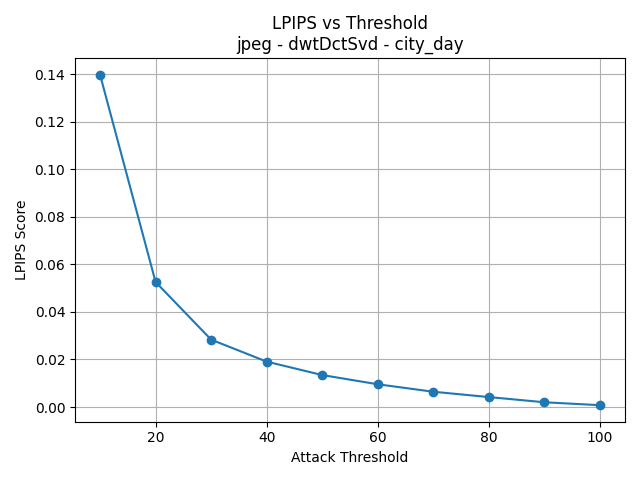 LPIPS vs Threshold
jpeg - dwtDctSvd - city_day
0.14
0.12
0.10
0.08
0.06
0.04
0.02
0.00
LPIPS Score
20 40 60 80 100
Attack Threshold